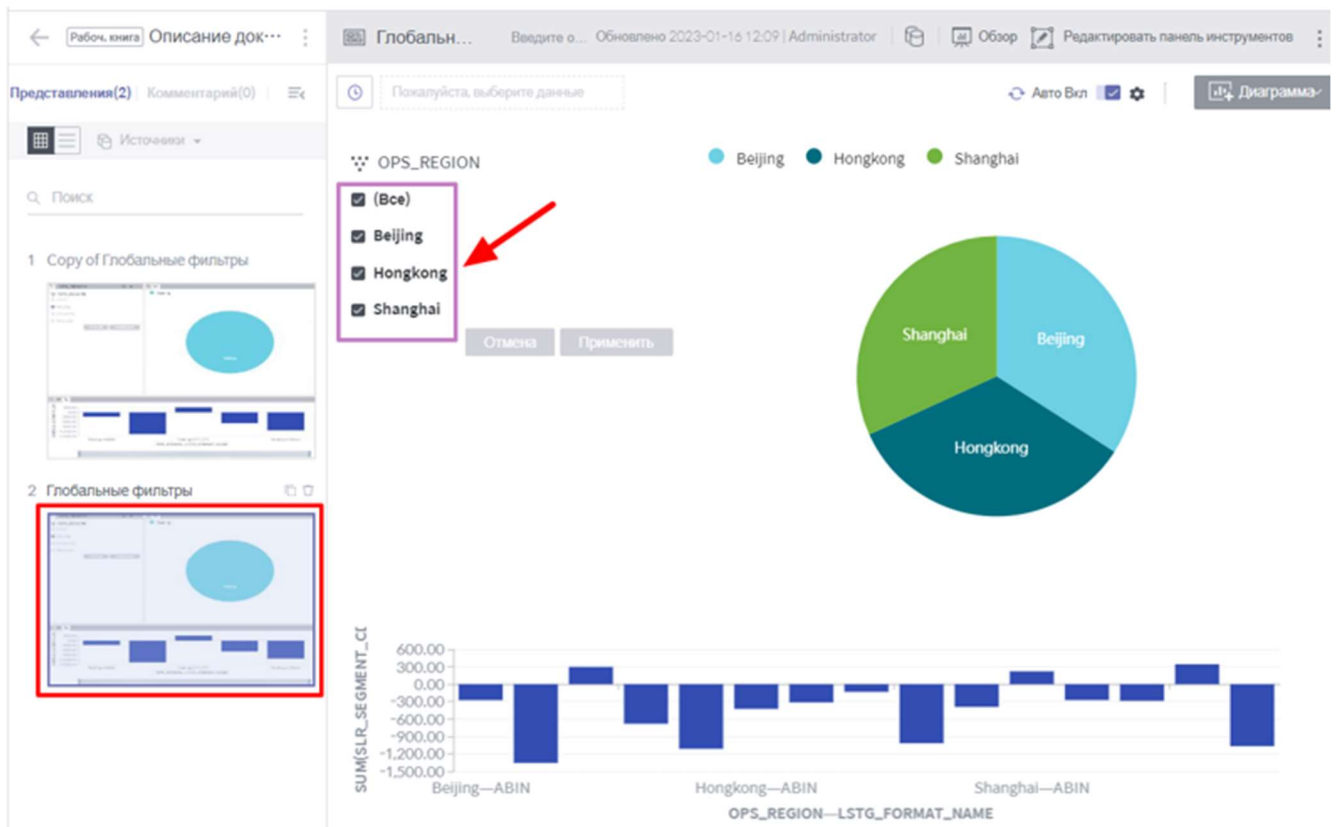 Рабоч. книга Описание док···
Глобальн... Введите о... Обновлено 2023-01-16 12:09 | Administrator Обзор Редактировать панель инструментов
Представления(2) Комментарий(0)
Пожалуйста, выберите данные
Авто Вкл
Диаграмма
Источники
Поиск
1 Copy of Глобальные фильтры
2 Глобальные фильтры
OPS_REGION
(Все)
Beijing
Hongkong
Shanghai
Отмена Применить
Beijing Hongkong Shanghai
Shanghai
Beijing
Hongkong
SUM(SLR_SEGMENT_CI
600.00
300.00
0.00
-300.00
-600.00
-900.00
-1,200.00
-1,500.00
Beijing—ABIN Hongkong—ABIN Shanghai—ABIN
OPS_REGION—LSTG_FORMAT_NAME